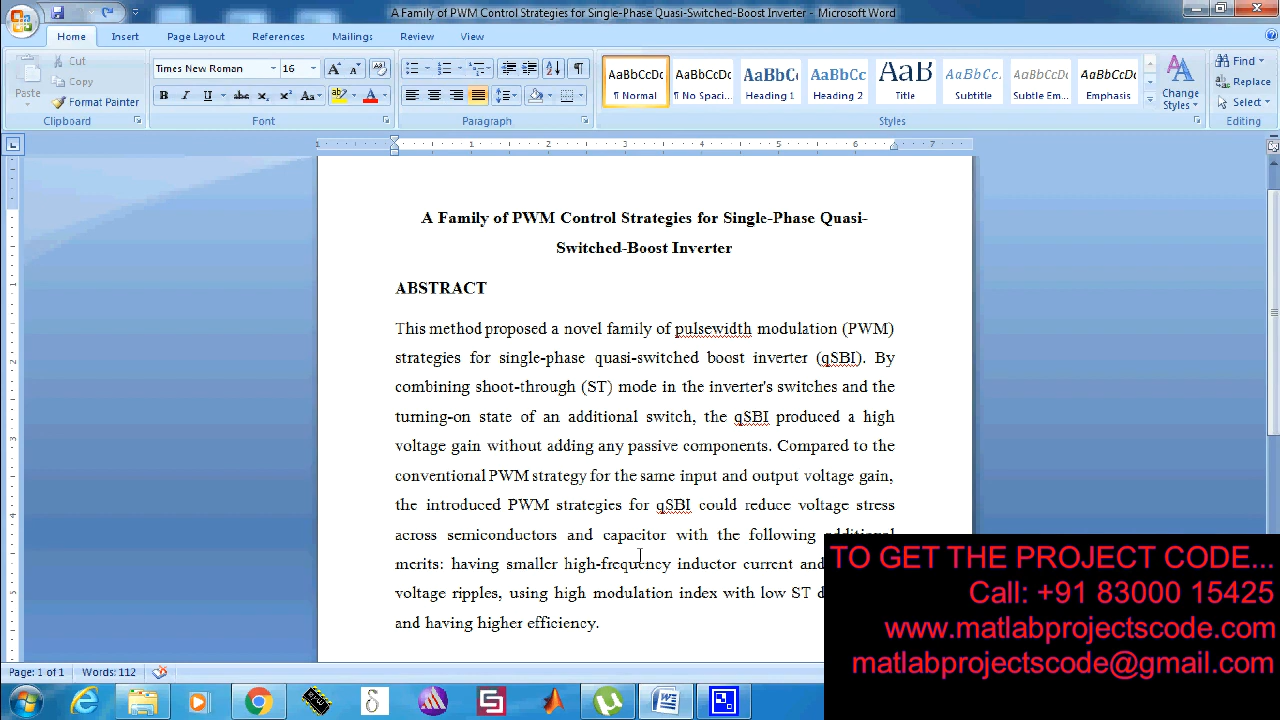 A Family of PWM Control Strategies for Single-Phase Quasi-Switched-Boost Inverter - Microsoft Word
Home Insert Page Layout References Mailings Review View
Cut
Copy
Format Painter
Paste
Clipboard
Times New Roman 16
Font
Paragraph
AaBbCcDc AaBbCcDc AaBbC AaBbCc AaB AaBbCc. AaBbCcDc AaBbCcDc
¶ Normal ¶ No Spaci... Heading 1 Heading 2 Title Subtitle Subtle Em... Emphasis
Change
Styles
Styles
Find
Replace
Select
Editing
A Family of PWM Control Strategies for Single-Phase Quasi-
Switched-Boost Inverter
ABSTRACT
This method proposed a novel family of pulsewidth modulation (PWM)
strategies for single-phase quasi-switched boost inverter (qSBI). By
combining shoot-through (ST) mode in the inverter's switches and the
turning-on state of an additional switch, the qSBI produced a high
voltage gain without adding any passive components. Compared to the
conventional PWM strategy for the same input and output voltage gain,
the introduced PWM strategies for qSBI could reduce voltage stress
across semiconductors and capacitor with the following additional
merits: having smaller high-frequency inductor current and
voltage ripples, using high modulation index with low ST
and having higher efficiency.
TO GET THE PROJECT CODE...
Call: +91 83000 15425
www.matlabprojectscode.com
matlabprojectscode@gmail.com
Page: 1 of 1 Words: 112